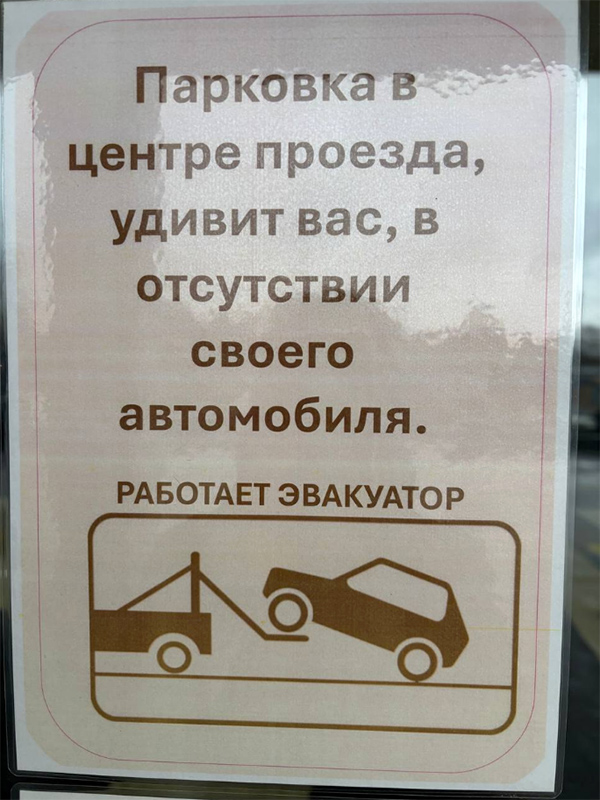 Парковка в
центре проезда,
удивит вас, в
отсутствии
своего
автомобиля.
РАБОТАЕТ ЭВАКУАТОР